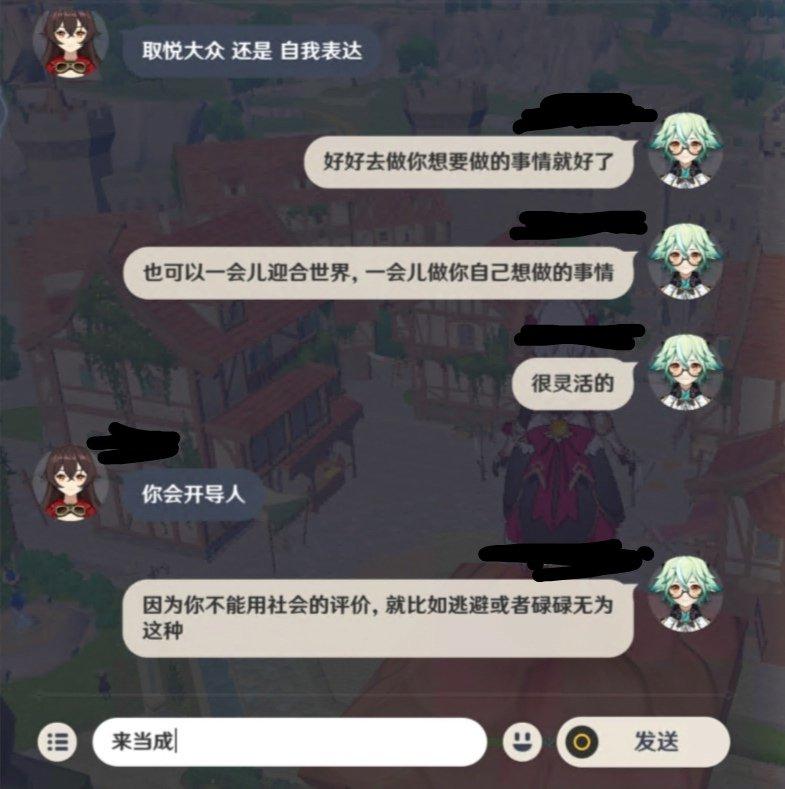 取悦大众 还是 自我表达
好好去做你想要做的事情就好了
也可以一会儿迎合世界，一会儿做你自己想做的事情
很灵活的
你会开导人
因为你不能用社会的评价，就比如逃避或者碌碌无为
这种
来当成
发送